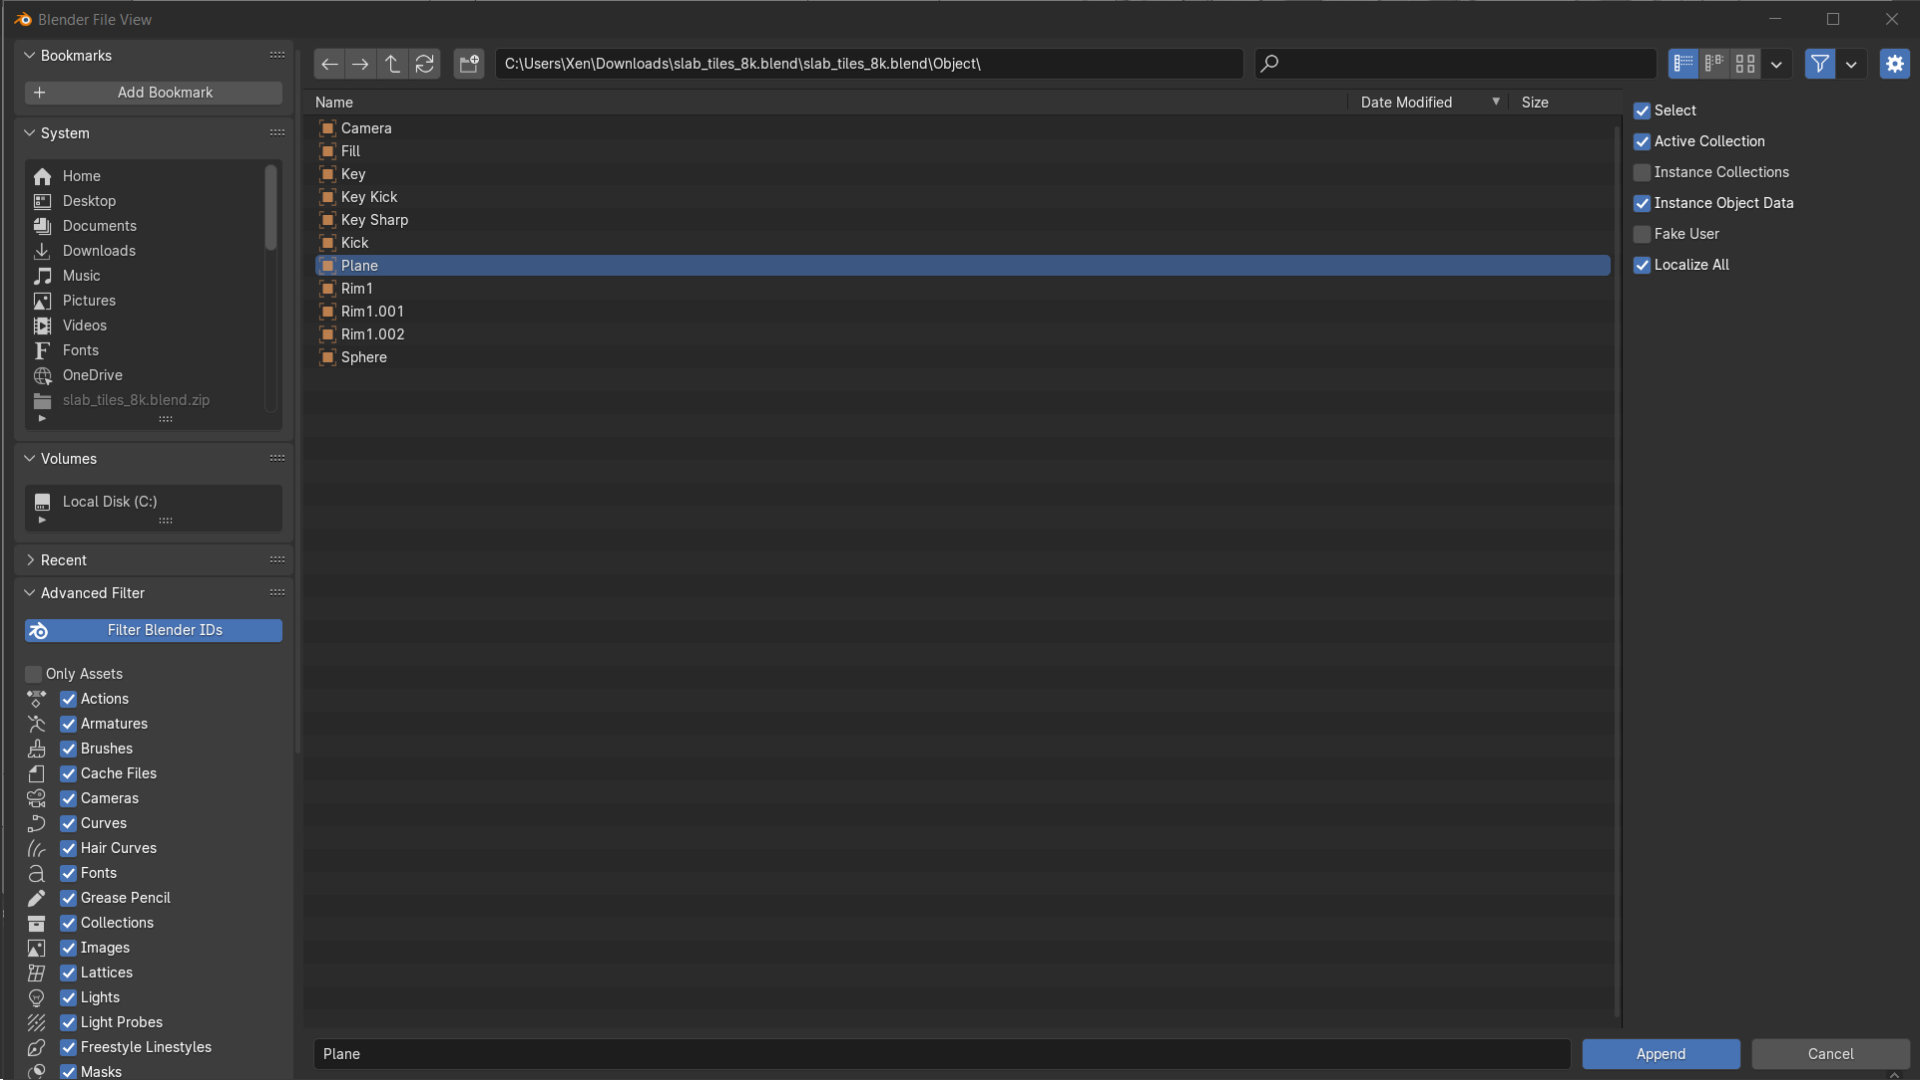 Blender File View
Bookmarks
Add Bookmark
System
Home
Desktop
Documents
Downloads
Music
Pictures
Videos
Fonts
OneDrive
slab_tiles_8k.blend.zip
Volumes
Local Disk (C:)
Recent
Advanced Filter
Filter Blender IDs
Only Assets
Actions
Armatures
Brushes
Cache Files
Cameras
Curves
Hair Curves
Fonts
Grease Pencil
Collections
Images
Lattices
Lights
Light Probes
Freestyle Linestyles
Masks
C:\Users\Xen\Downloads\slab_tiles_8k.blend\slab_tiles_8k.blend\Object\
Name Date Modified Size
Camera
Fill
Key
Key Kick
Key Sharp
Kick
Plane
Rim1
Rim1.001
Rim1.002
Sphere
Select
Active Collection
Instance Collections
Instance Object Data
Fake User
Localize All
Plane
Append
Cancel